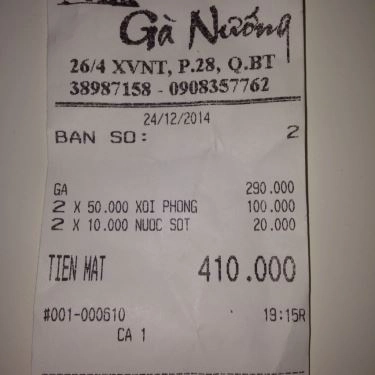 Gà Nướng
26/4 XVNT, P.28, Q.BT
38987158 - 0908357762
24/12/2014
BAN SO: 2
GA 290.000
2 X 50.000 XOI PHONG 100.000
2 X 10.000 NUOC SOT 20.000
TIEN MAT 410.000
#001-000610 19:15R
CA 1